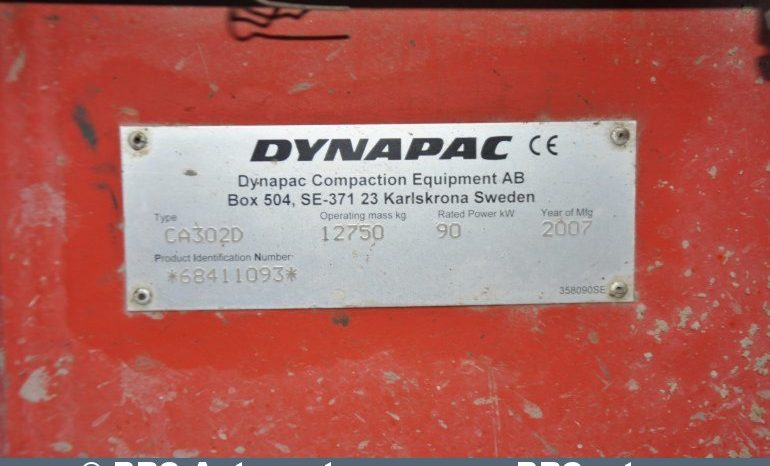 DYNAPAC CE
Dynapac Compaction Equipment AB
Box 504, SE-371 23 Karlskrona Sweden
Type Operating mass kg Rated Power kW Year of Mfg
CA302D 12750 90 2007
Product Identification Number
*68411093*
358090SE